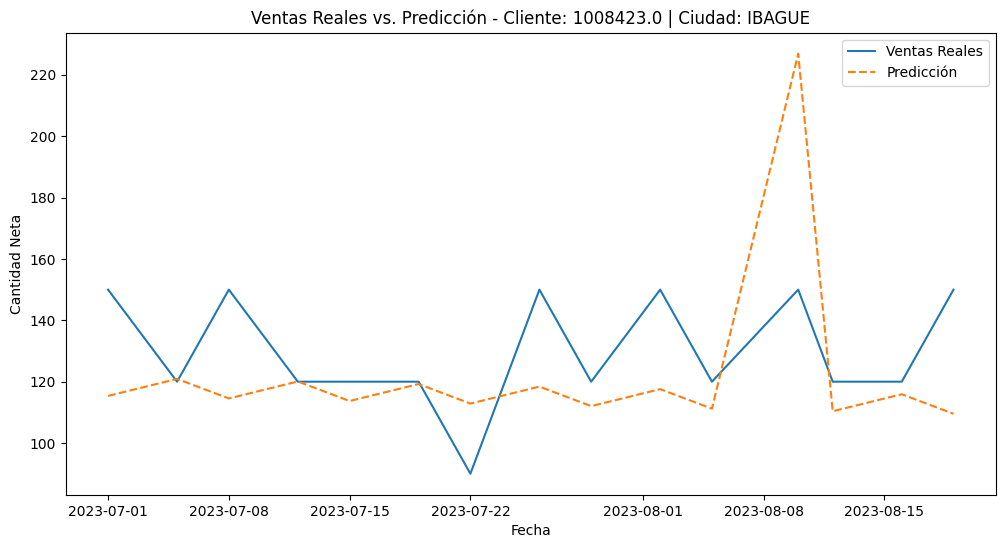 Ventas Reales vs. Predicción - Cliente: 1008423.0 | Ciudad: IBAGUE
Ventas Reales
Predicción
Cantidad Neta
220
200
180
160
140
120
100
2023-07-01 2023-07-08 2023-07-15 2023-07-22 2023-08-01 2023-08-08 2023-08-15
Fecha